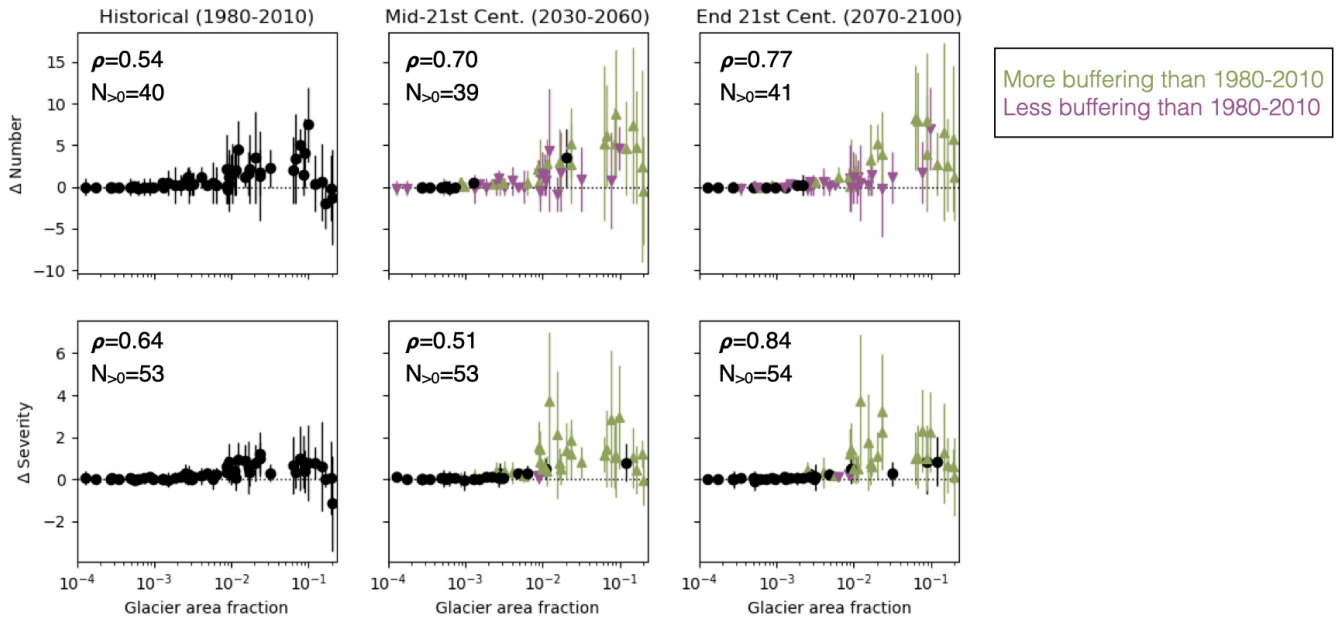 Historical (1980-2010)
Mid-21st Cent. (2030-2060)
End 21st Cent. (2070-2100)
ρ=0.54
N>0=40
ρ=0.70
N>0=39
ρ=0.77
N>0=41
More buffering than 1980-2010
Less buffering than 1980-2010
Δ Number
15
10
5
0
−5
−10
ρ=0.64
N>0=53
ρ=0.51
N>0=53
ρ=0.84
N>0=54
Δ Severity
6
4
2
0
−2
10⁻⁴
10⁻³
10⁻²
10⁻¹
10⁻⁴
10⁻³
10⁻²
10⁻¹
10⁻⁴
10⁻³
10⁻²
10⁻¹
Glacier area fraction
Glacier area fraction
Glacier area fraction